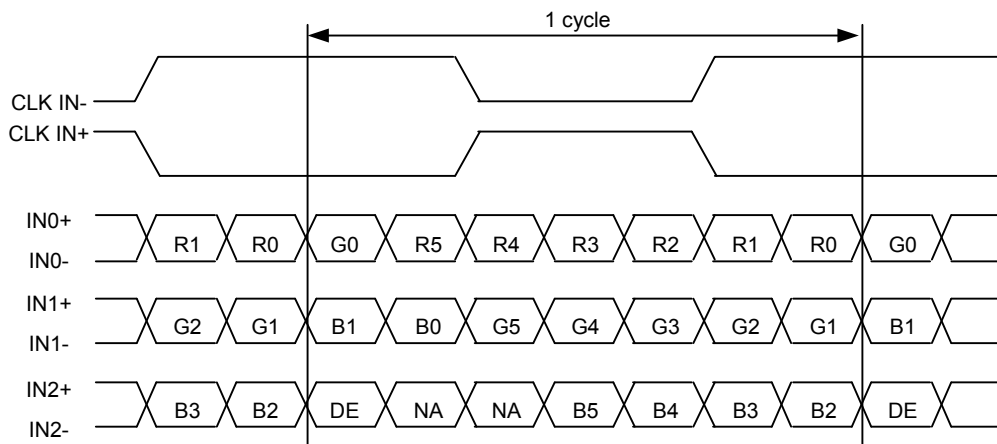 1 cycle
CLK IN-
CLK IN+
IN0+
R1 R0 G0 R5 R4 R3 R2 R1 R0 G0
IN0-
IN1+
G2 G1 B1 B0 G5 G4 G3 G2 G1 B1
IN1-
IN2+
B3 B2 DE NA NA B5 B4 B3 B2 DE
IN2-